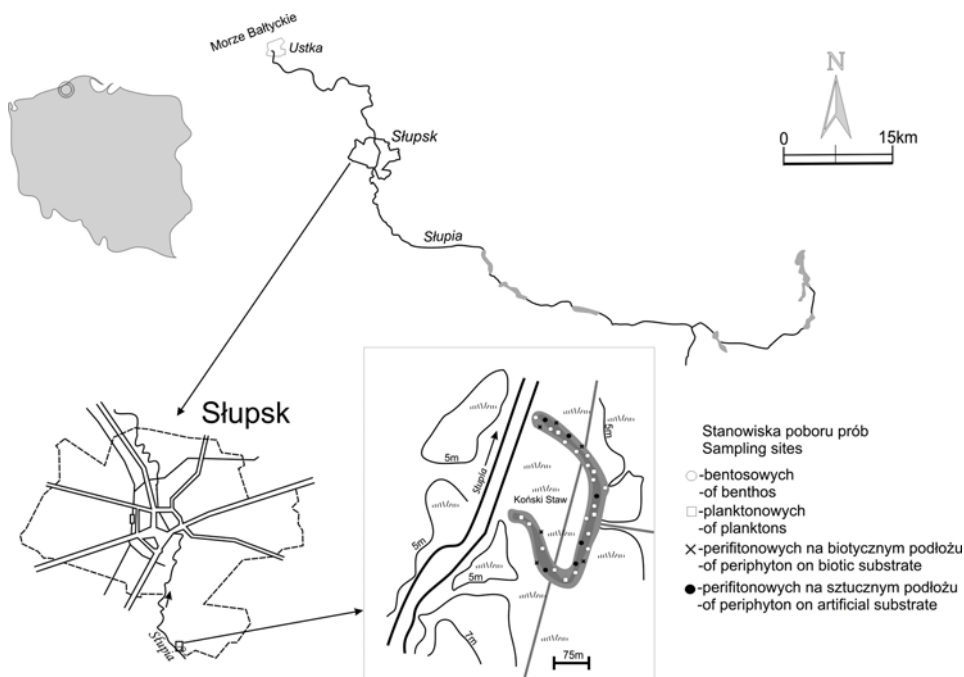 Morze Bałtyckie
Ustka
N
0 15km
Słupsk
Słupia
Słupsk
Słupia
5m
5m
5m
5m
7m
Słupia
Koński Staw
75m
Stanowiska poboru prób
Sampling sites
-bentosowych
-of benthos
-planktonowych
-of planktons
-perifitonowych na biotycznym podłożu
-of periphyton on biotic substrate
-perifitonowych na sztucznym podłożu
-of periphyton on artificial substrate